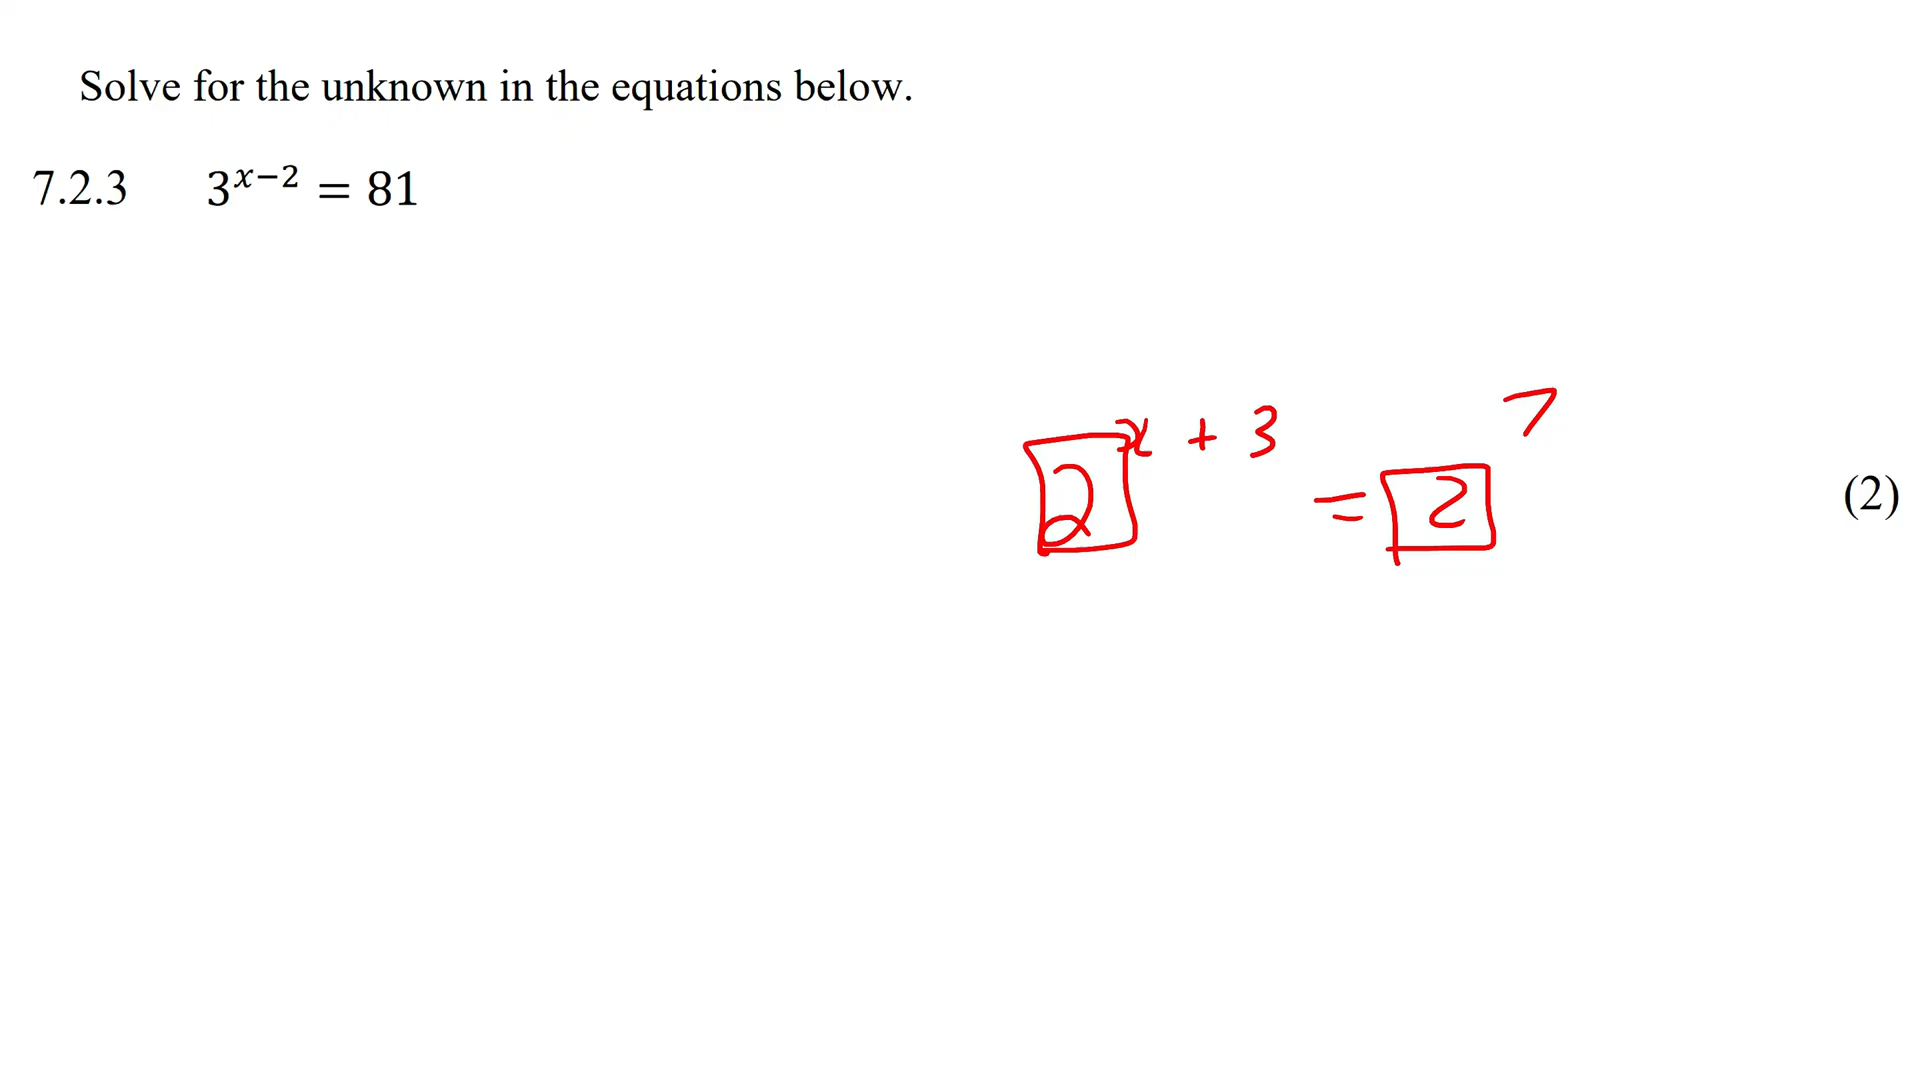 Solve for the unknown in the equations below.
7.2.3 3^{x−2} = 81
2^{x + 3} = 2^{7}
(2)